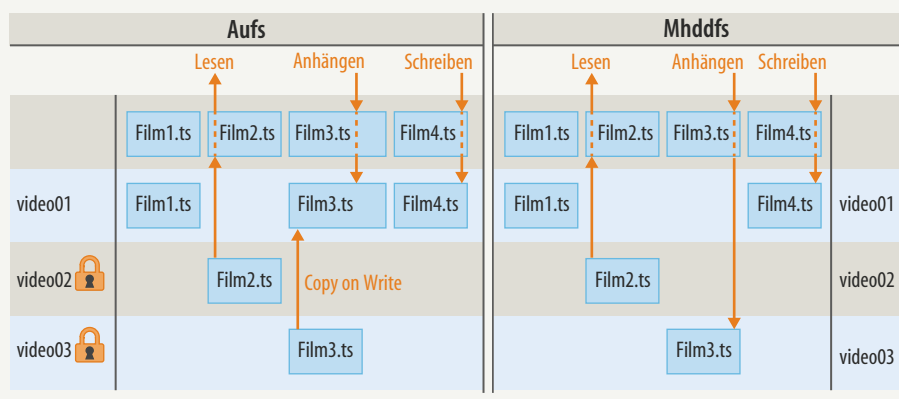 Aufs
Mhddfs
Lesen Anhängen Schreiben
Lesen Anhängen Schreiben
Film1.ts Film2.ts Film3.ts Film4.ts
Film1.ts Film2.ts Film3.ts Film4.ts
video01 Film1.ts Film3.ts Film4.ts
Film1.ts Film4.ts video01
video02 Film2.ts Copy on Write
Film2.ts video02
video03 Film3.ts
Film3.ts video03